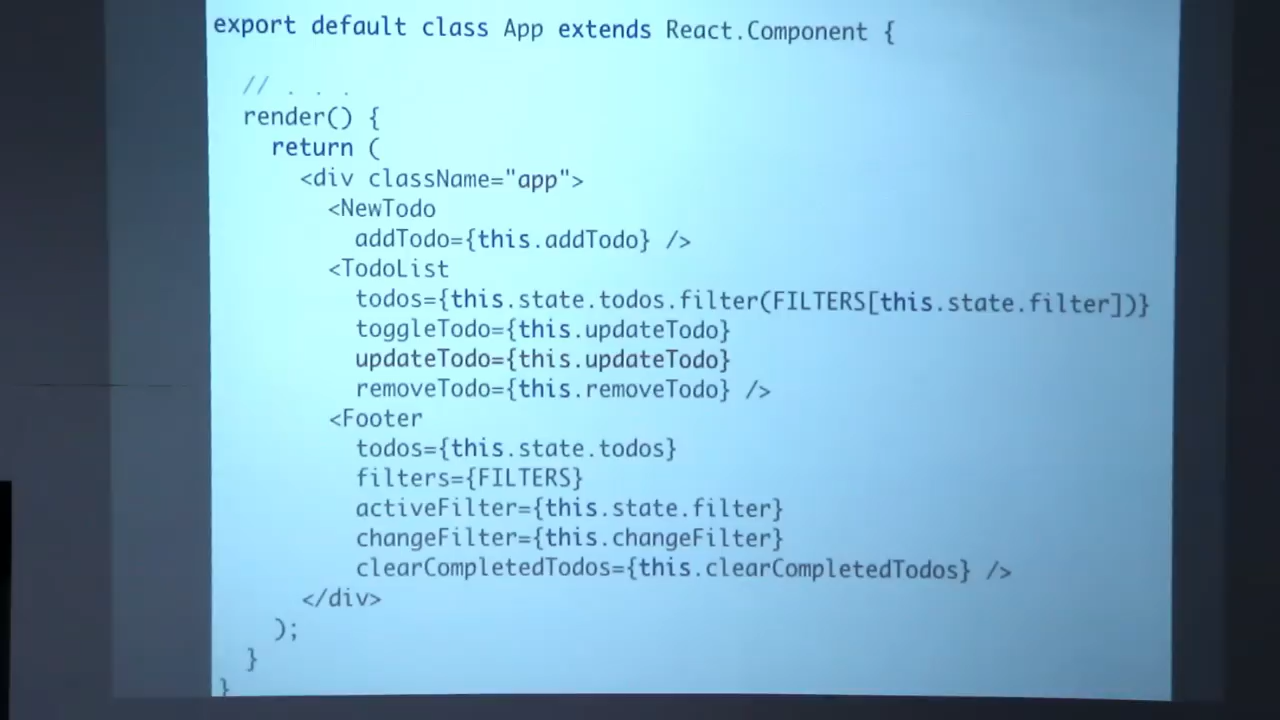 export default class App extends React.Component {
// . . .
render() {
return (
<div className="app">
<NewTodo
addTodo={this.addTodo} />
<TodoList
todos={this.state.todos.filter(FILTERS[this.state.filter])}
toggleTodo={this.updateTodo}
updateTodo={this.updateTodo}
removeTodo={this.removeTodo} />
<Footer
todos={this.state.todos}
filters={FILTERS}
activeFilter={this.state.filter}
changeFilter={this.changeFilter}
clearCompletedTodos={this.clearCompletedTodos} />
</div>
);
}
}